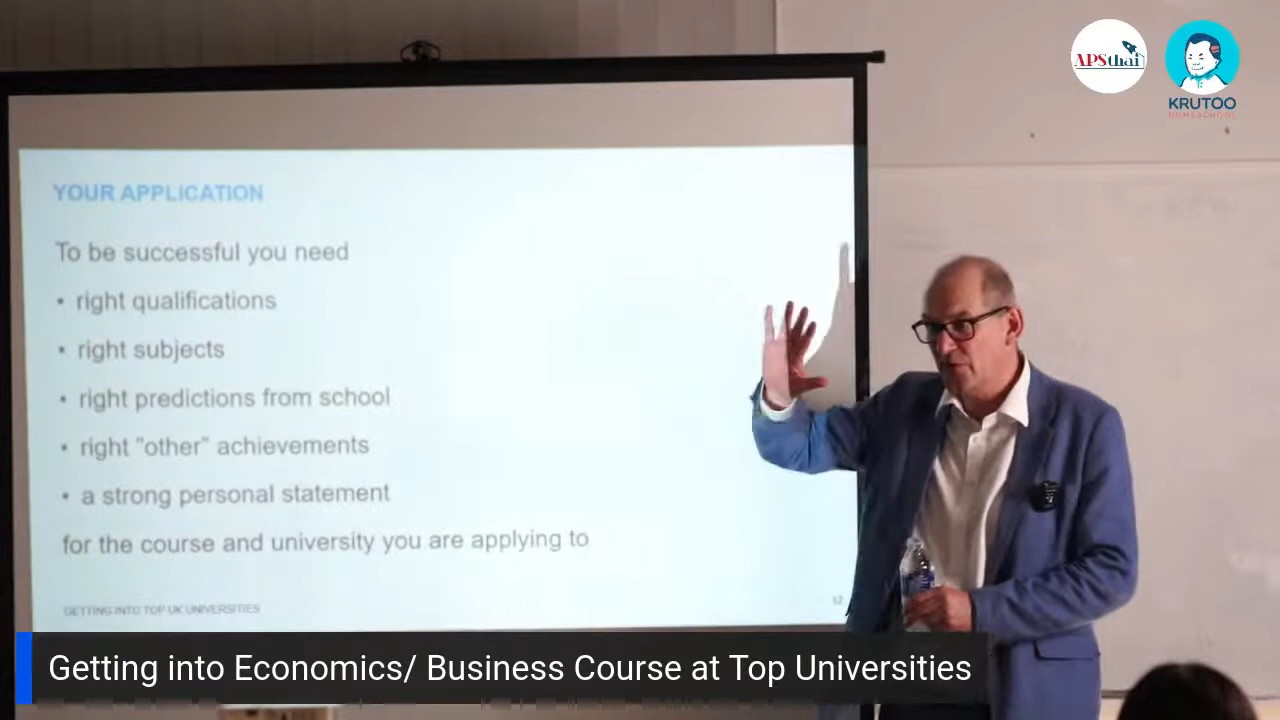 APSthai
KRUTOO
HOMESCHOOL
YOUR APPLICATION
To be successful you need
• right qualifications
• right subjects
• right predictions from school
• right "other" achievements
• a strong personal statement
for the course and university you are applying to
GETTING INTO TOP UK UNIVERSITIES
12
Getting into Economics/ Business Course at Top Universities